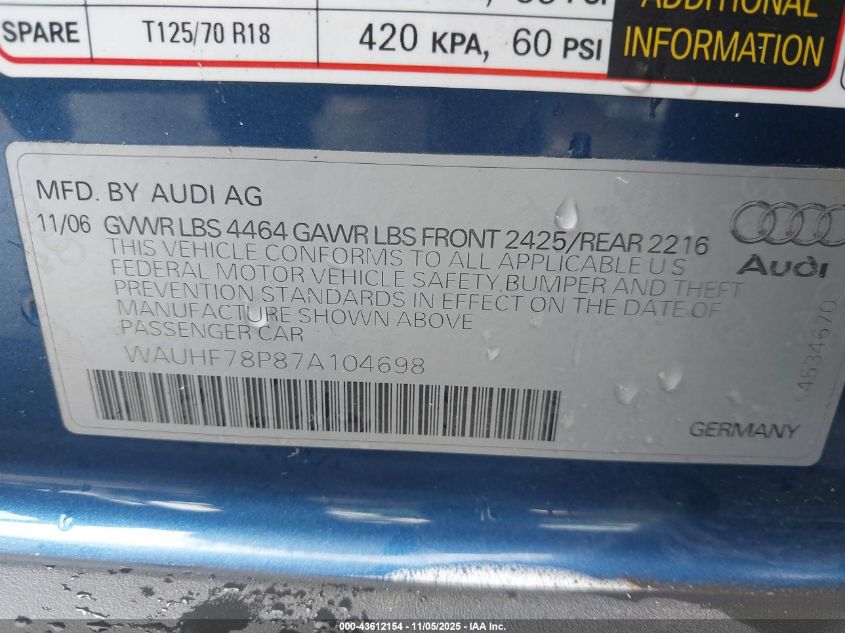 ADDITIONAL
SPARE T125/70 R18 420 KPA, 60 PSI INFORMATION
MFD. BY AUDI AG
11/06 GVWR LBS 4464 GAWR LBS FRONT 2425/REAR 2216
THIS VEHICLE CONFORMS TO ALL APPLICABLE U S
FEDERAL MOTOR VEHICLE SAFETY,BUMPER AND THEFT
PREVENTION STANDARDS IN EFFECT ON THE DATE OF
MANUFACTURE SHOWN ABOVE
PASSENGER CAR
WAUHF78P87A104698
Audi
4534670
GERMANY
000-43612154 - 11/05/2025 - IAA Inc.